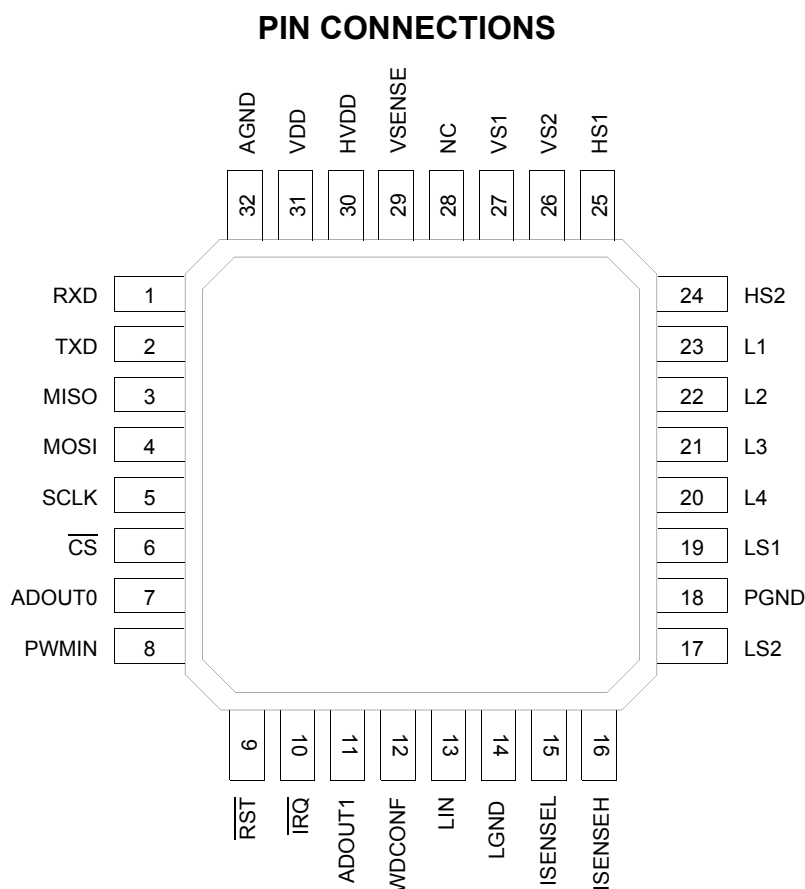 PIN CONNECTIONS
AGND
VDD
HVDD
VSENSE
NC
VS1
VS2
HS1
32
31
30
29
28
27
26
25
RXD 1
TXD 2
MISO 3
MOSI 4
SCLK 5
CS 6
ADOUT0 7
PWMIN 8
24 HS2
23 L1
22 L2
21 L3
20 L4
19 LS1
18 PGND
17 LS2
9
10
11
12
13
14
15
16
RST
IRQ
ADOUT1
WDCONF
LIN
LGND
ISENSEL
ISENSEH